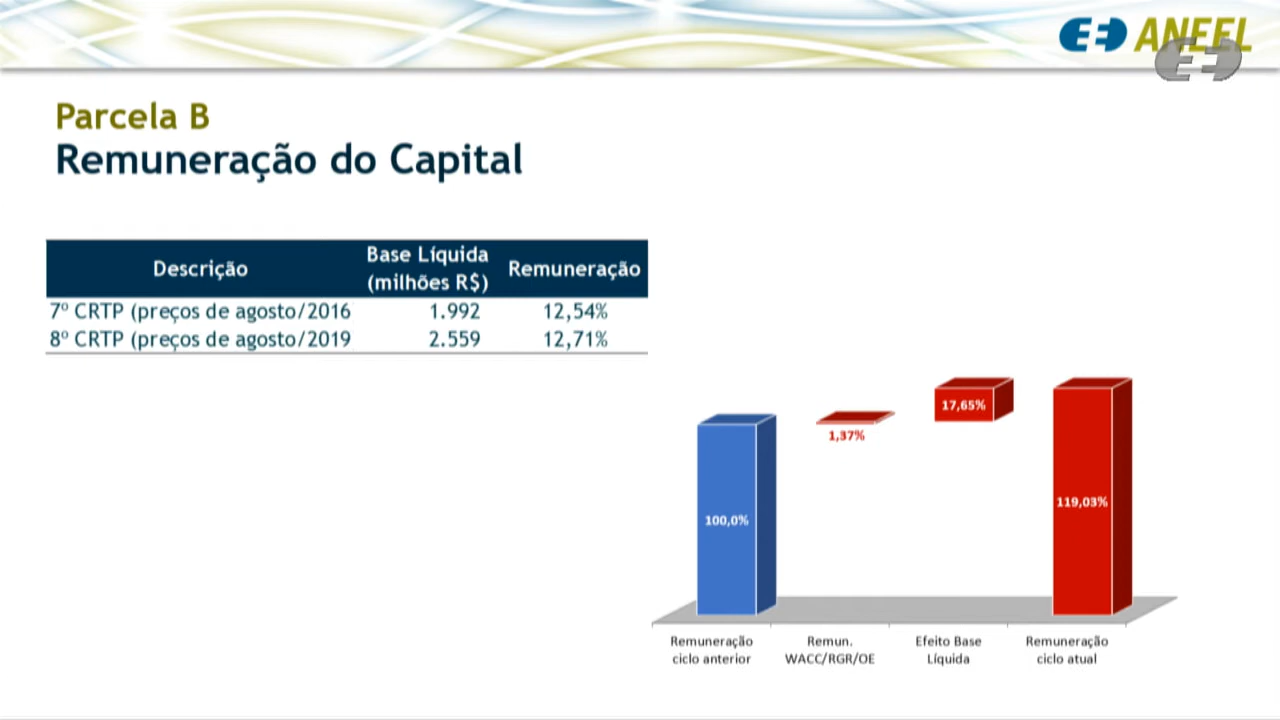 ANEEL
Parcela B
Remuneração do Capital
Descrição Base Líquida (milhões R$) Remuneração
7º CRTP (preços de agosto/2016 1.992 12,54%
8º CRTP (preços de agosto/2019 2.559 12,71%
100,0%
1,37%
17,65%
119,03%
Remuneração
ciclo anterior
Remun.
WACC/RGR/OE
Efeito Base
Líquida
Remuneração
ciclo atual